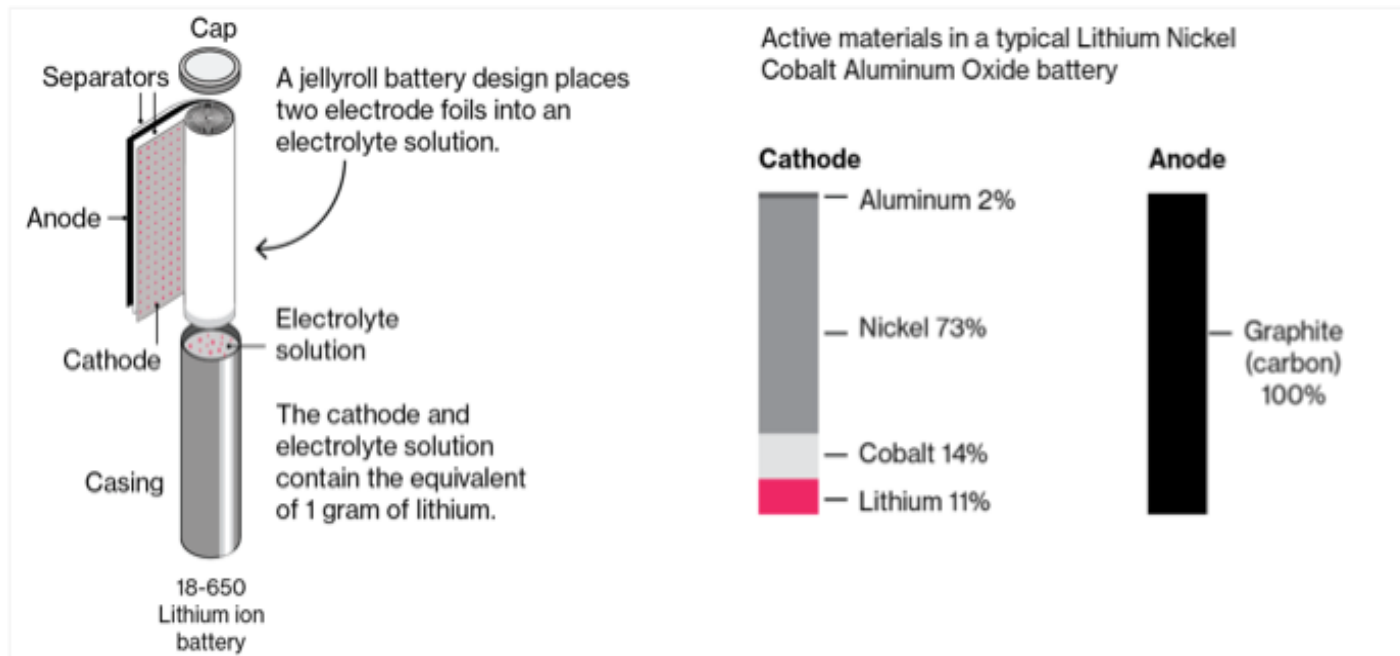 Cap
Separators
A jellyroll battery design places
two electrode foils into an
electrolyte solution.
Anode
Cathode
Electrolyte
solution
The cathode and
electrolyte solution
contain the equivalent
of 1 gram of lithium.
Casing
18-650
Lithium ion
battery
Active materials in a typical Lithium Nickel
Cobalt Aluminum Oxide battery
Cathode
Aluminum 2%
Nickel 73%
Cobalt 14%
Lithium 11%
Anode
Graphite
(carbon)
100%